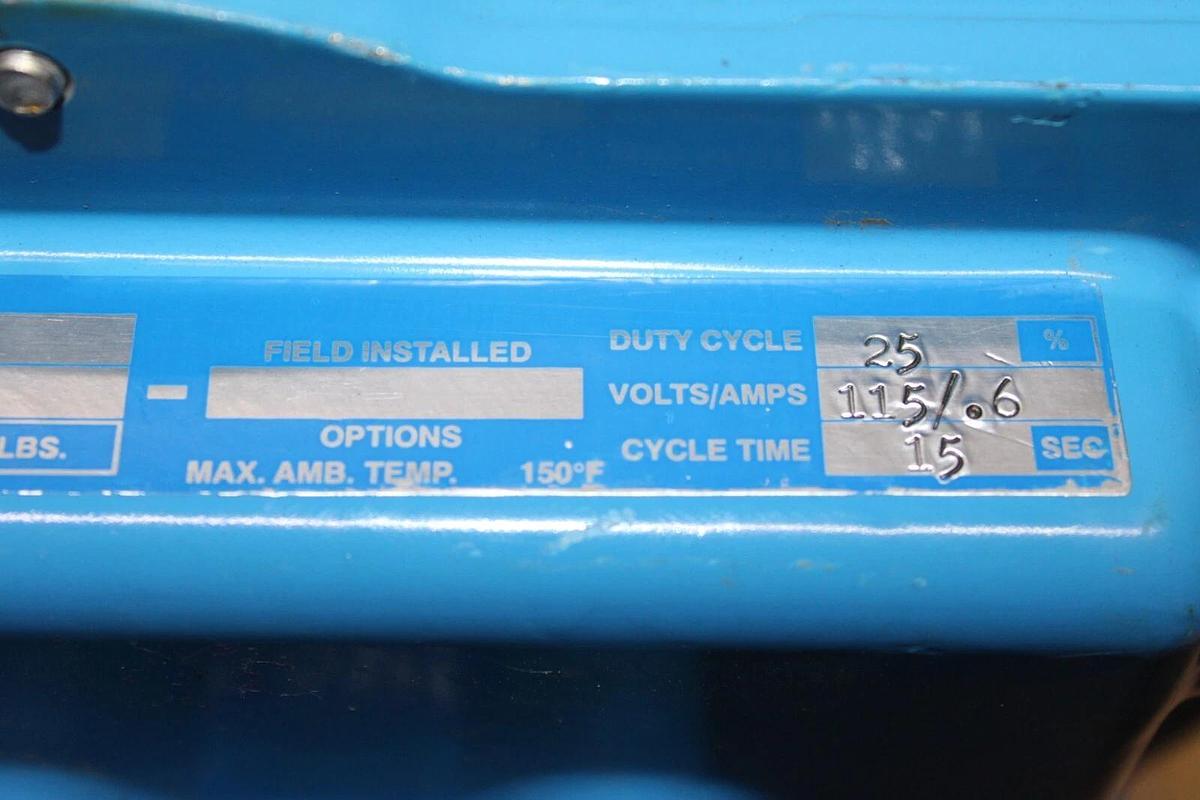 LBS.
FIELD INSTALLED
-
OPTIONS
MAX. AMB. TEMP. 150°F
DUTY CYCLE 25 %
VOLTS/AMPS 115/.6
CYCLE TIME 15 SEC